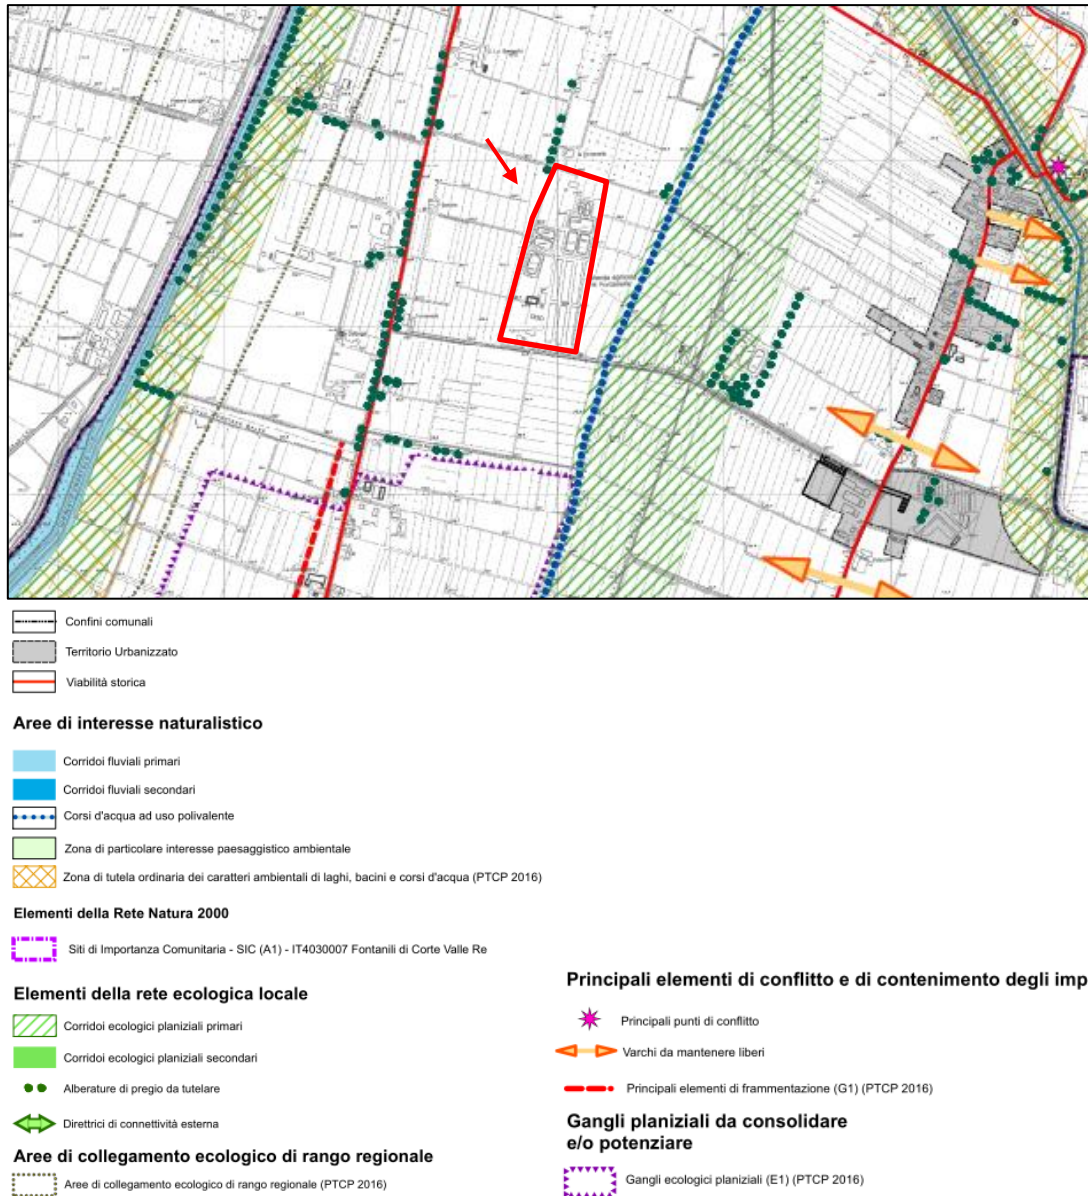 Confini comunali
Territorio Urbanizzato
Viabilità storica
Aree di interesse naturalistico
Corridoi fluviali primari
Corridoi fluviali secondari
Corsi d'acqua ad uso polivalente
Zona di particolare interesse paesaggistico ambientale
Zona di tutela ordinaria dei caratteri ambientali di laghi, bacini e corsi d'acqua (PTCP 2016)
Elementi della Rete Natura 2000
Siti di Importanza Comunitaria - SIC (A1) - IT4030007 Fontanili di Corte Valle Re
Elementi della rete ecologica locale
Corridoi ecologici planiziali primari
Corridoi ecologici planiziali secondari
Alberature di pregio da tutelare
Direttrici di connettività esterna
Aree di collegamento ecologico di rango regionale
Aree di collegamento ecologico di rango regionale (PTCP 2016)
Principali elementi di conflitto e di contenimento degli imp
Principali punti di conflitto
Varchi da mantenere liberi
Principali elementi di frammentazione (G1) (PTCP 2016)
Gangli planiziali da consolidare
e/o potenziare
Gangli ecologici planiziali (E1) (PTCP 2016)